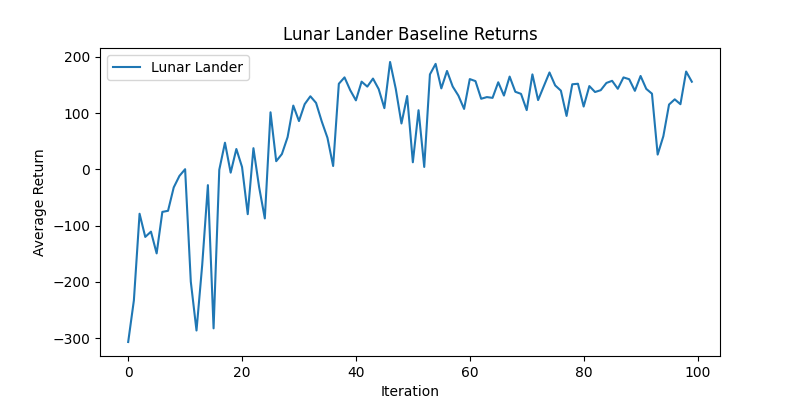 Lunar Lander Baseline Returns
Lunar Lander
200
100
0
−100
−200
−300
Average Return
0 20 40 60 80 100
Iteration